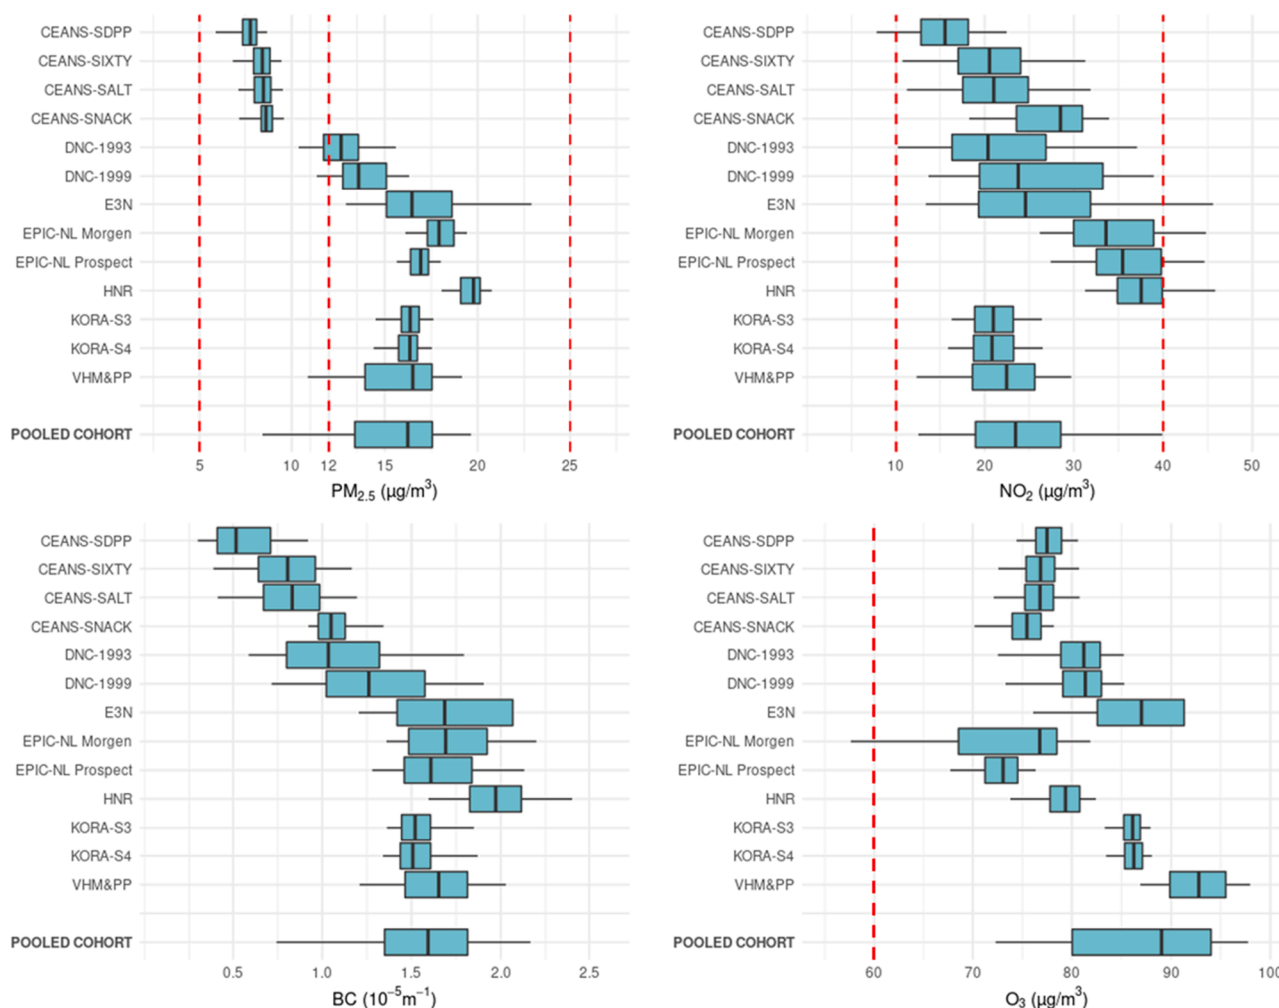 CEANS-SDPP
CEANS-SIXTY
CEANS-SALT
CEANS-SNACK
DNC-1993
DNC-1999
E3N
EPIC-NL Morgen
EPIC-NL Prospect
HNR
KORA-S3
KORA-S4
VHM&PP
POOLED COHORT
5 10 12 15 20 25
PM₂.₅ (µg/m³)
CEANS-SDPP
CEANS-SIXTY
CEANS-SALT
CEANS-SNACK
DNC-1993
DNC-1999
E3N
EPIC-NL Morgen
EPIC-NL Prospect
HNR
KORA-S3
KORA-S4
VHM&PP
POOLED COHORT
10 20 30 40 50
NO₂ (µg/m³)
CEANS-SDPP
CEANS-SIXTY
CEANS-SALT
CEANS-SNACK
DNC-1993
DNC-1999
E3N
EPIC-NL Morgen
EPIC-NL Prospect
HNR
KORA-S3
KORA-S4
VHM&PP
POOLED COHORT
0.5 1.0 1.5 2.0 2.5
BC (10⁻⁵m⁻¹)
CEANS-SDPP
CEANS-SIXTY
CEANS-SALT
CEANS-SNACK
DNC-1993
DNC-1999
E3N
EPIC-NL Morgen
EPIC-NL Prospect
HNR
KORA-S3
KORA-S4
VHM&PP
POOLED COHORT
60 70 80 90 100
O₃ (µg/m³)